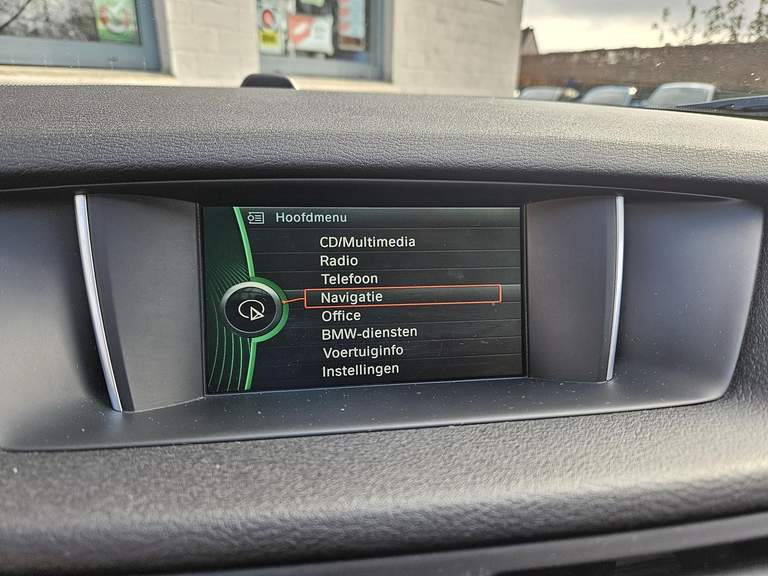 Hoofdmenu
CD/Multimedia
Radio
Telefoon
Navigatie
Office
BMW-diensten
Voertuiginfo
Instellingen